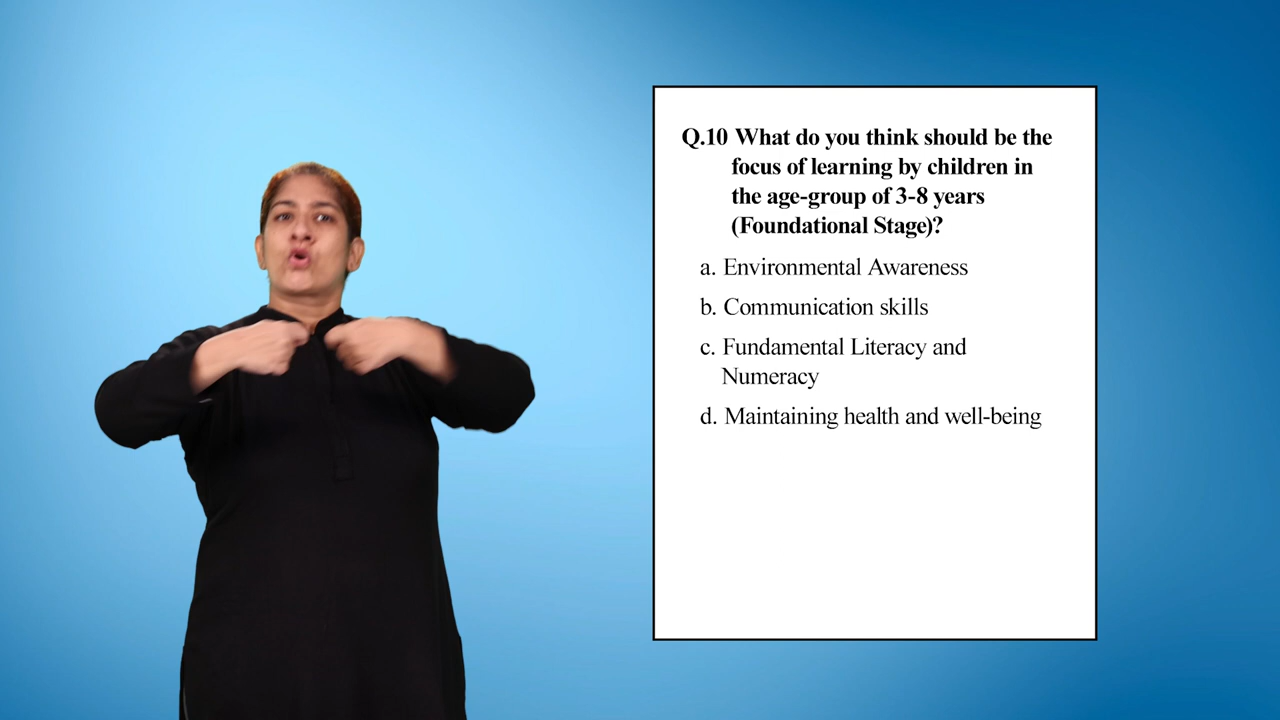 Q.10 What do you think should be the
focus of learning by children in
the age-group of 3-8 years
(Foundational Stage)?
a. Environmental Awareness
b. Communication skills
c. Fundamental Literacy and
Numeracy
d. Maintaining health and well-being